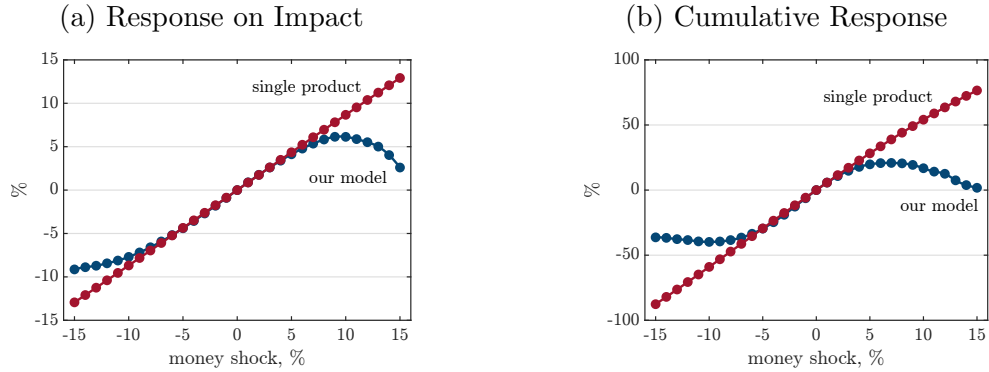 (a) Response on Impact
15
10
5
0
-5
-10
-15
%
single product
our model
-15 -10 -5 0 5 10 15
money shock, %
(b) Cumulative Response
100
50
0
-50
-100
%
single product
our model
-15 -10 -5 0 5 10 15
money shock, %